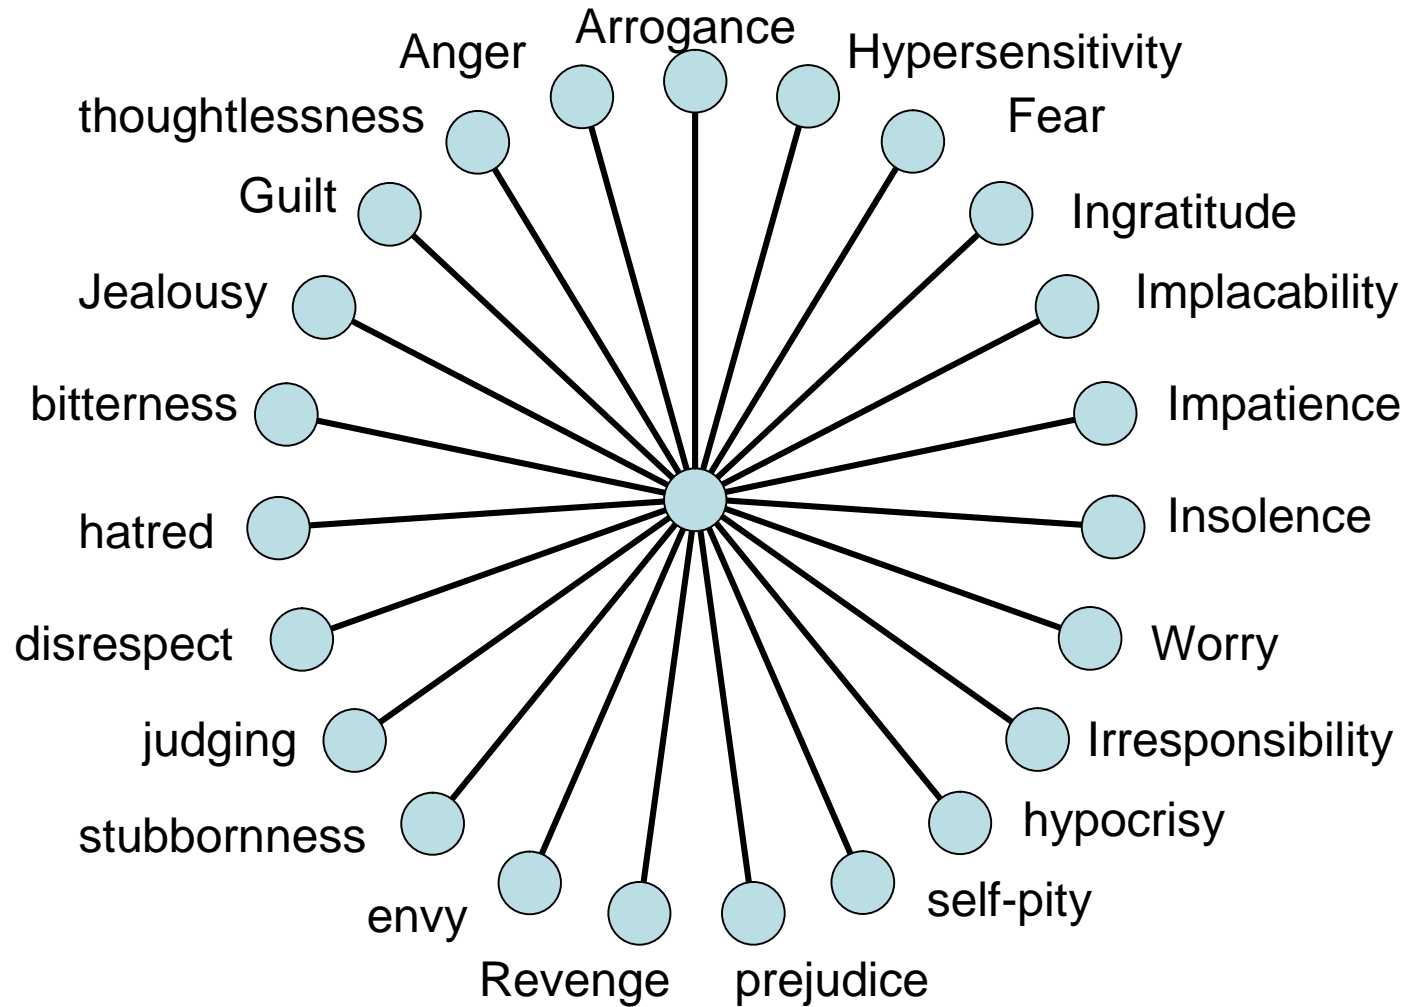 Arrogance
Anger
Hypersensitivity
thoughtlessness
Fear
Guilt
Ingratitude
Jealousy
Implacability
bitterness
Impatience
hatred
Insolence
disrespect
Worry
judging
Irresponsibility
stubbornness
hypocrisy
envy
self-pity
Revenge
prejudice